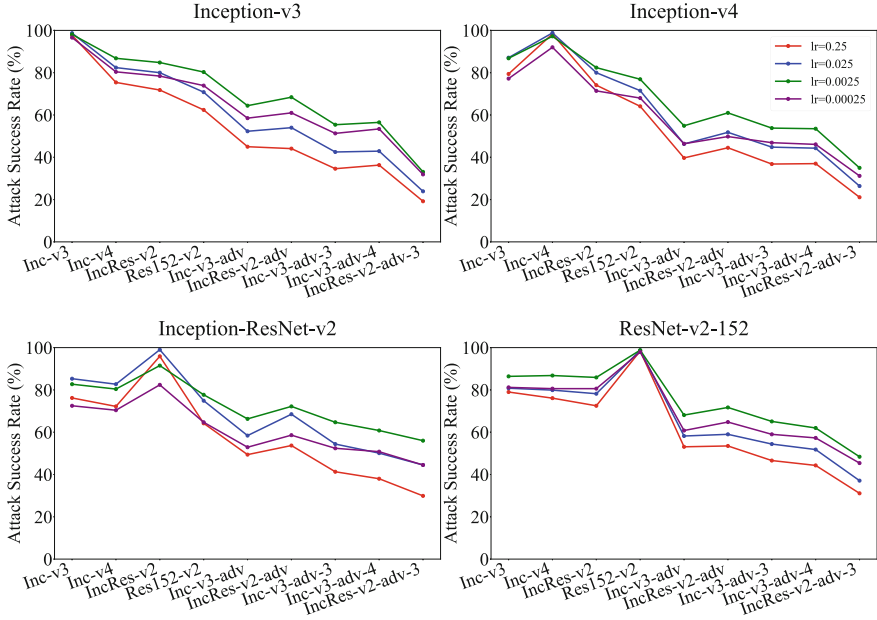 Inception-v3
Attack Success Rate (%)
100
80
60
40
20
0
Inc-v3
Inc-v4
IncRes-v2
Res152-v2
Inc-v3-adv
IncRes-v2-adv
Inc-v3-adv-3
Inc-v3-adv-4
IncRes-v2-adv-3
Inception-v4
Attack Success Rate (%)
100
80
60
40
20
0
lr=0.25
lr=0.025
lr=0.0025
lr=0.00025
Inc-v3
Inc-v4
IncRes-v2
Res152-v2
Inc-v3-adv
IncRes-v2-adv
Inc-v3-adv-3
Inc-v3-adv-4
IncRes-v2-adv-3
Inception-ResNet-v2
Attack Success Rate (%)
100
80
60
40
20
0
Inc-v3
Inc-v4
IncRes-v2
Res152-v2
Inc-v3-adv
IncRes-v2-adv
Inc-v3-adv-3
Inc-v3-adv-4
IncRes-v2-adv-3
ResNet-v2-152
Attack Success Rate (%)
100
80
60
40
20
0
Inc-v3
Inc-v4
IncRes-v2
Res152-v2
Inc-v3-adv
IncRes-v2-adv
Inc-v3-adv-3
Inc-v3-adv-4
IncRes-v2-adv-3